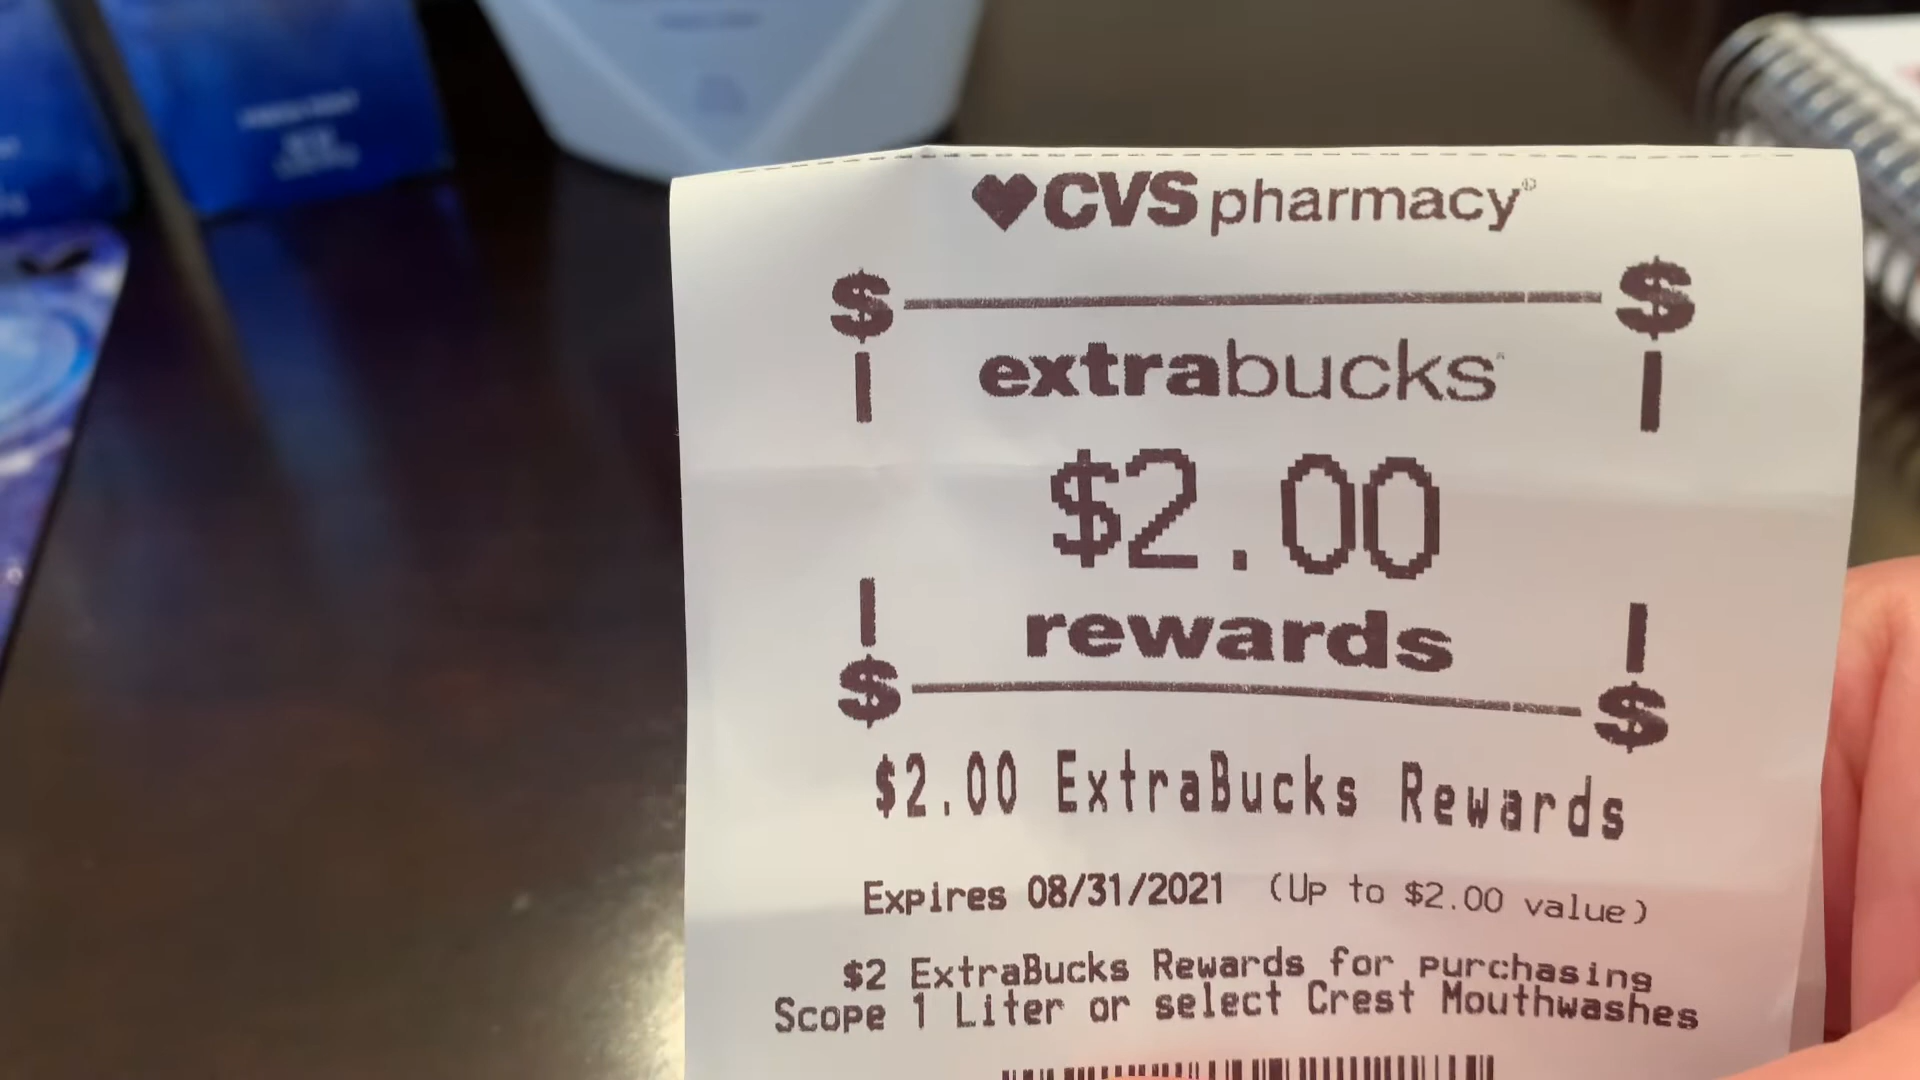 CVS pharmacy®
$ $
extrabucks
$2.00
rewards
$ $
$2.00 ExtraBucks Rewards
Expires 08/31/2021 (Up to $2.00 value)
$2 ExtraBucks Rewards for purchasing
Scope 1 Liter or select Crest Mouthwashes